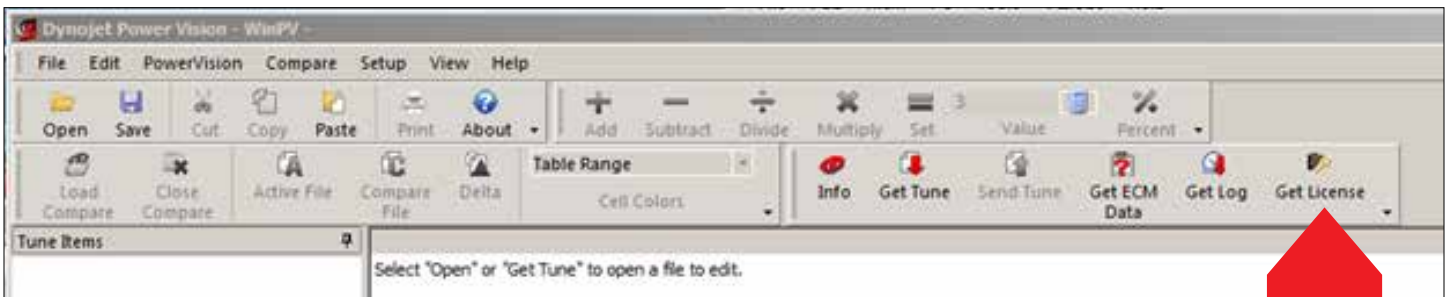 Dynojet Power Vision - WinPV -
File Edit PowerVision Compare Setup View Help
Open Save Cut Copy Paste Print About Add Subtract Divide Multiply Set 3 Value Percent
Load Compare Close Compare Active File Compare File Delta Table Range Cell Colors Info Get Tune Send Tune Get ECM Data Get Log Get License
Tune Items
Select "Open" or "Get Tune" to open a file to edit.